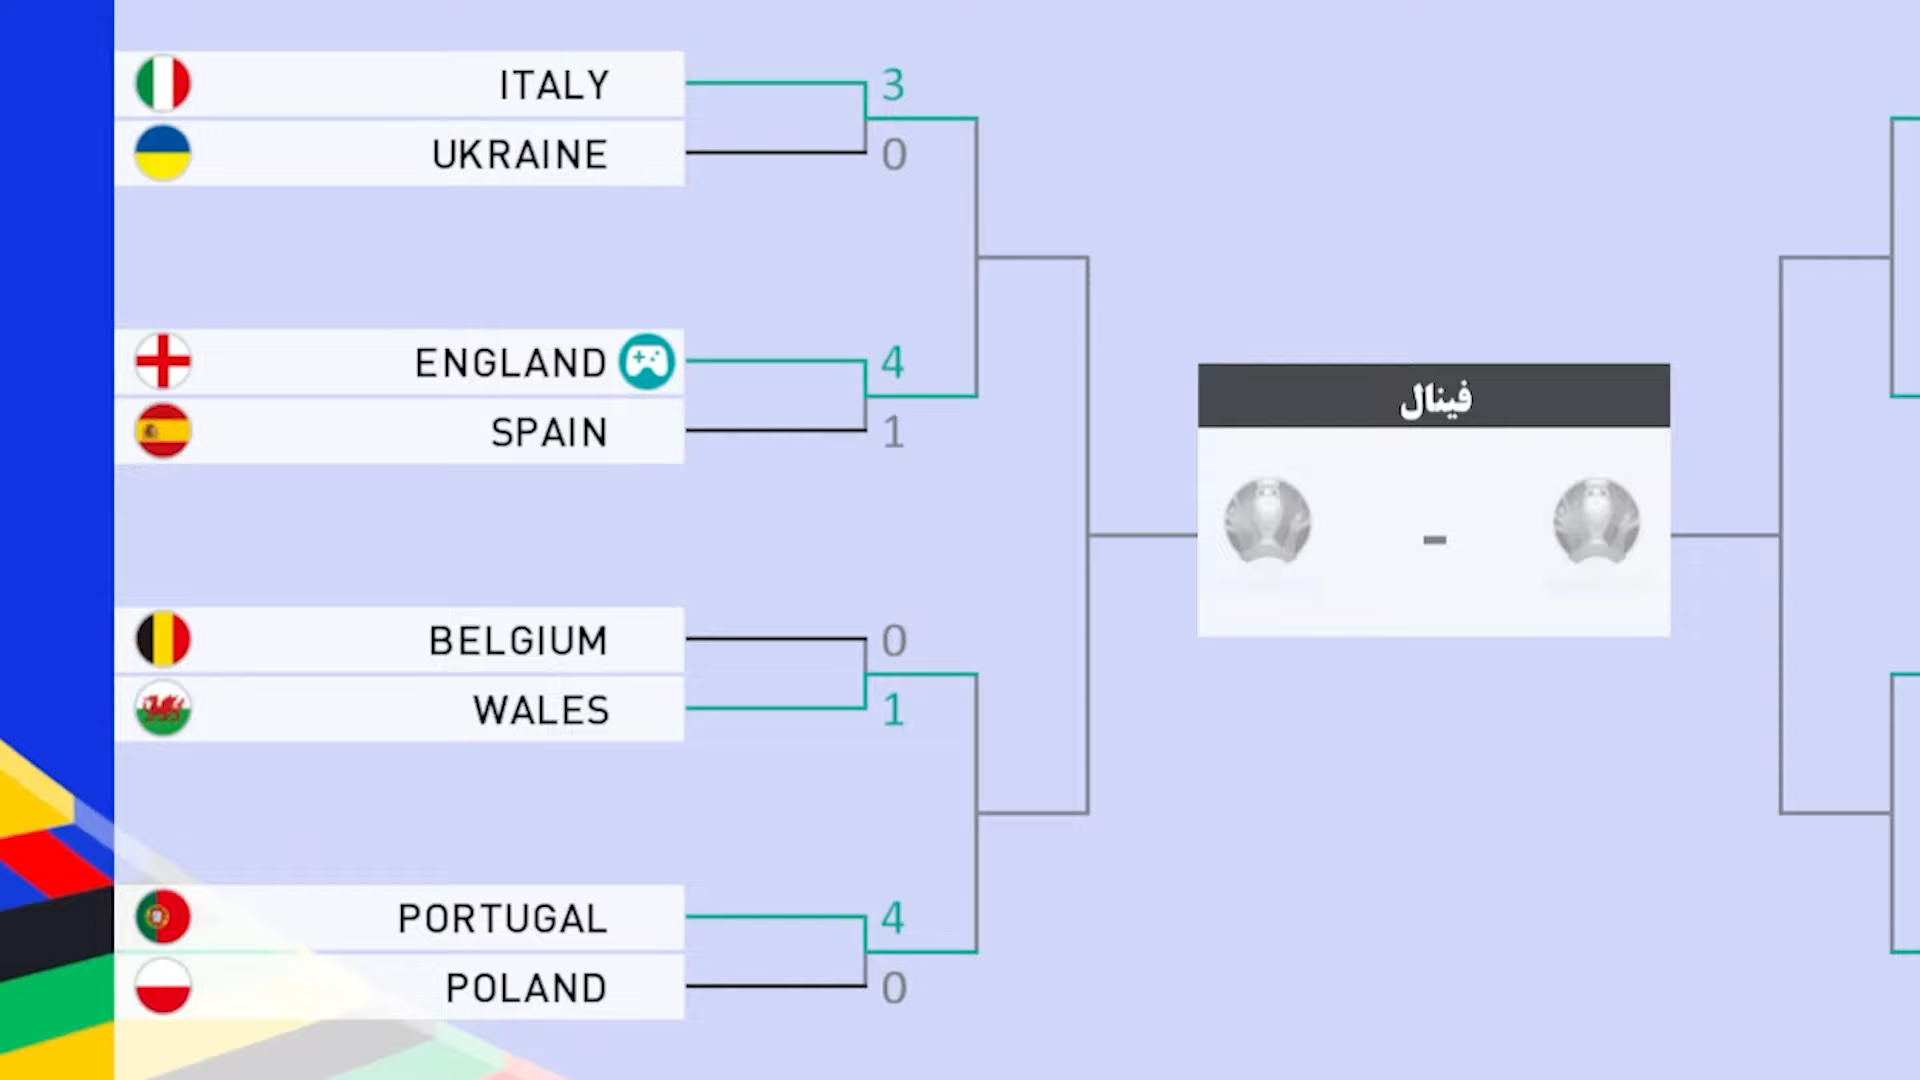 ITALY 3
UKRAINE 0
ENGLAND 4
SPAIN 1
فينال
-
BELGIUM 0
WALES 1
PORTUGAL 4
POLAND 0